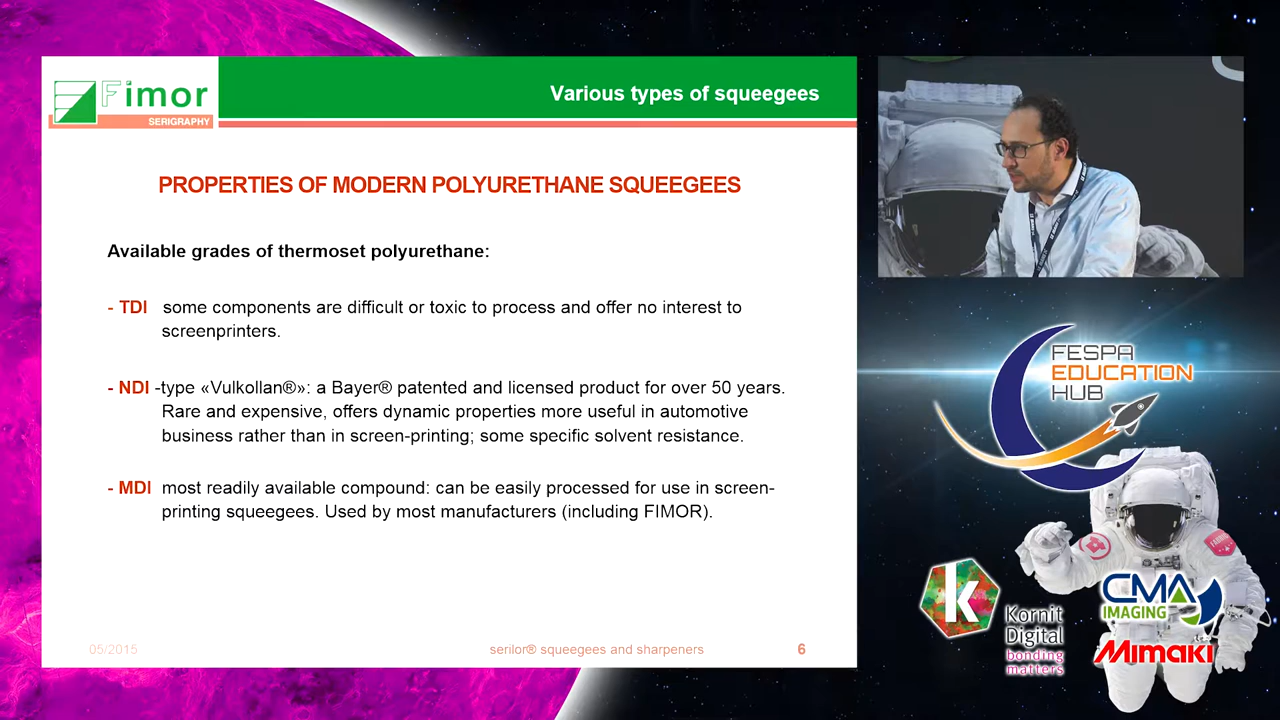 Fimor
SERIGRAPHY
Various types of squeegees
PROPERTIES OF MODERN POLYURETHANE SQUEEGEES
Available grades of thermoset polyurethane:
- TDI some components are difficult or toxic to process and offer no interest to
screenprinters.
- NDI -type «Vulkollan®»: a Bayer® patented and licensed product for over 50 years.
Rare and expensive, offers dynamic properties more useful in automotive
business rather than in screen-printing; some specific solvent resistance.
- MDI most readily available compound: can be easily processed for use in screen-
printing squeegees. Used by most manufacturers (including FIMOR).
05/2015
serilor® squeegees and sharpeners
6
FESPA
EDUCATION
HUB
K
Kornit
Digital
bonding
matters
CMA
IMAGING
Mimaki